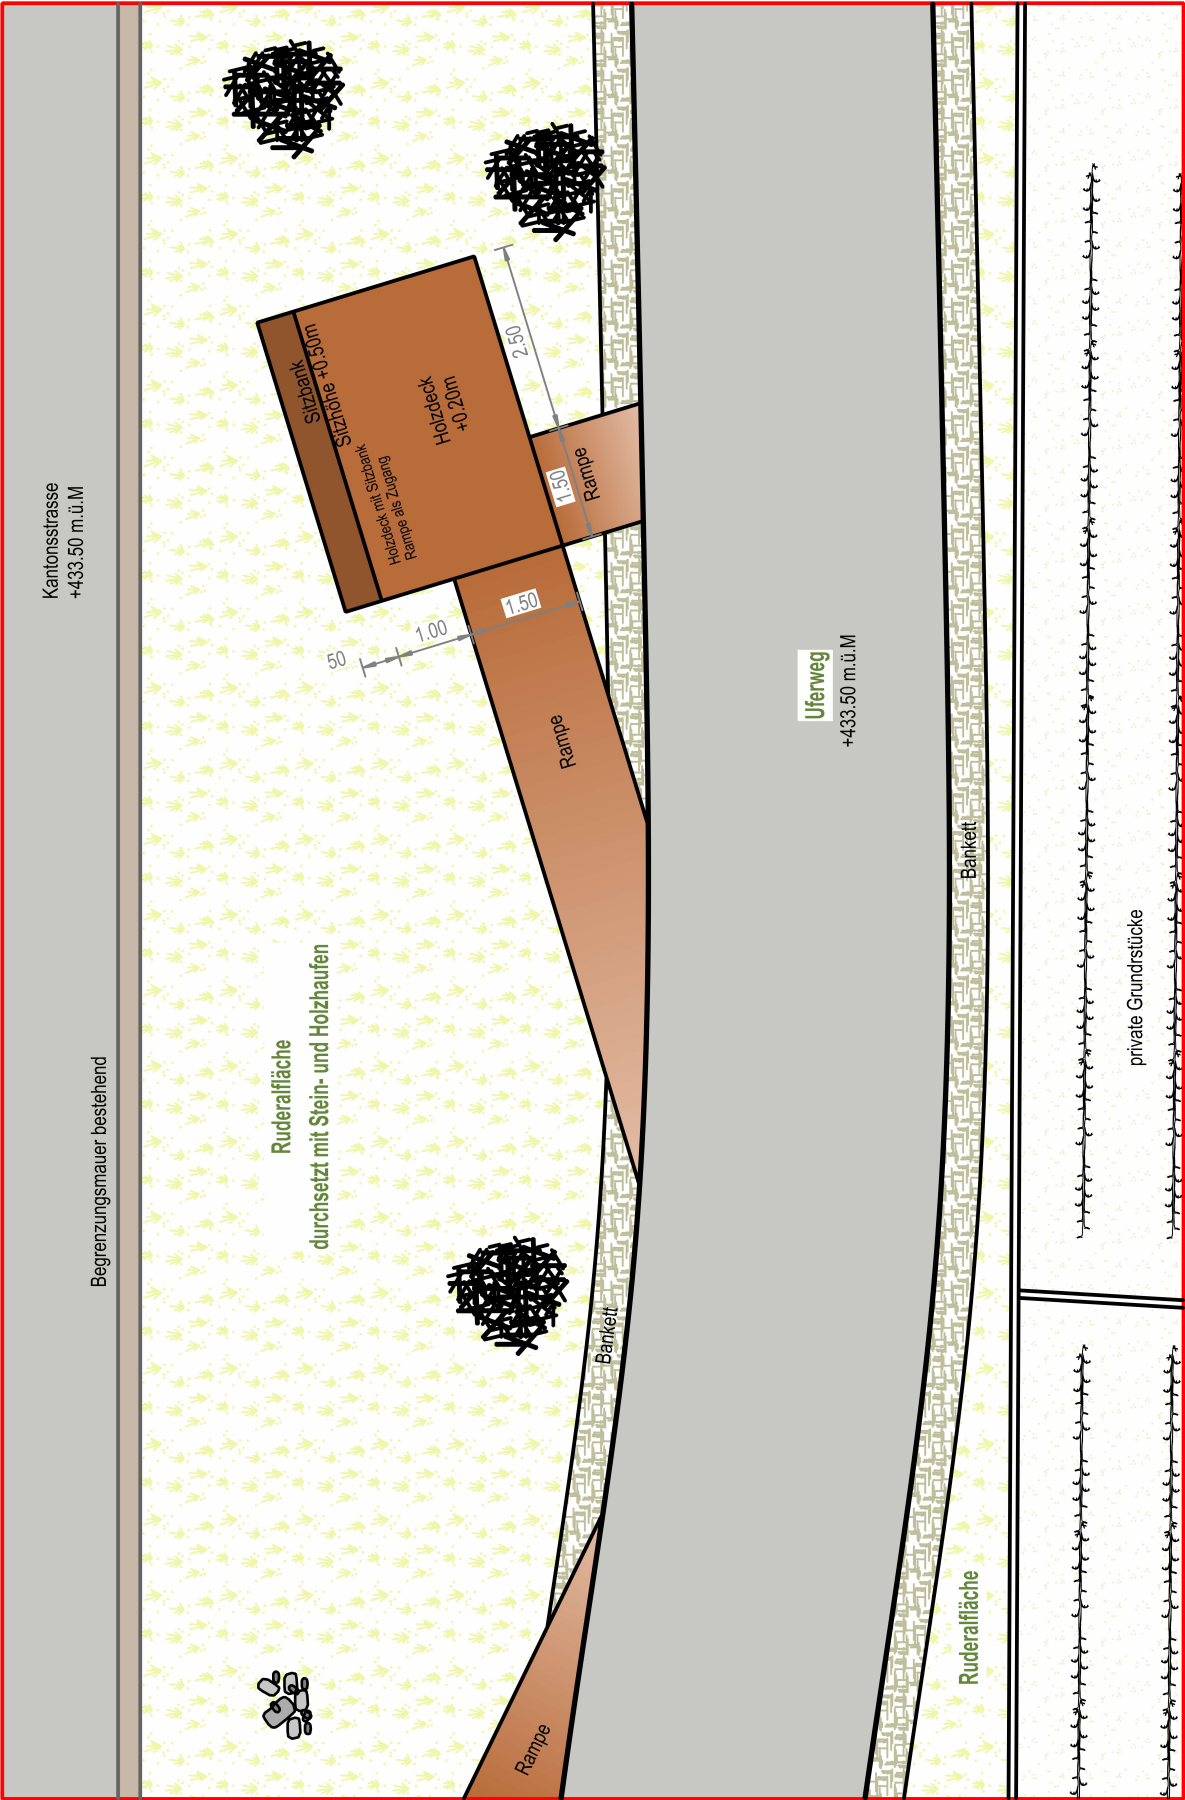 Kantonsstrasse
+433.50 m.ü.M
Begrenzungsmauer bestehend
Sitzbank
Sitzhöhe +0.50m
Holzdeck mit Sitzbank
Rampe als Zugang
Holzdeck
+0.20m
2.50
1.50
Rampe
50
1.00
1.50
Rampe
Ruderalfläche
durchsetzt mit Stein- und Holzhaufen
Uferweg
+433.50 m.ü.M
Bankett
Bankett
private Grundrstücke
Ruderalfläche
Rampe